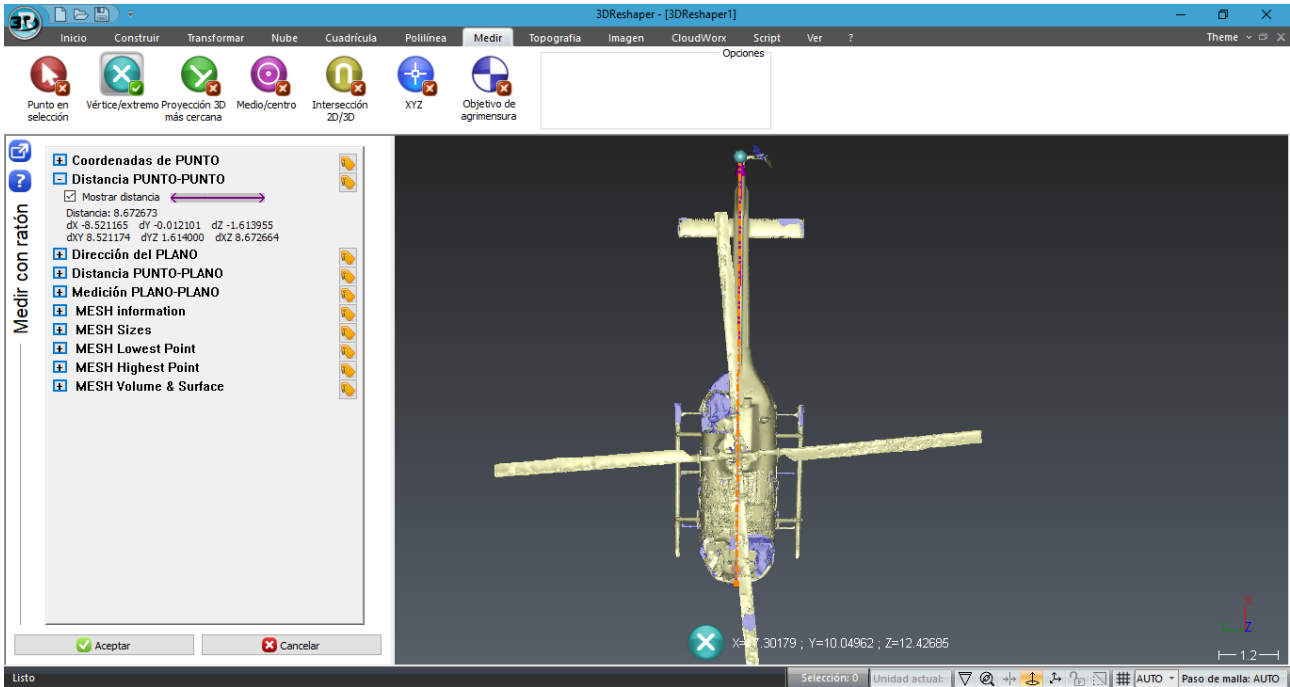 3DR
3DReshaper - [3DReshaper1]
Inicio Construir Transformar Nube Cuadrícula Polilínea Medir Topografia Imagen CloudWorx Script Ver ? Theme
Opciones
Punto en selección
Vértice/extremo
Proyección 3D más cercana
Medio/centro
Intersección 2D/3D
XYZ
Objetivo de agrimensura
?
Medir con ratón
Coordenadas de PUNTO
Distancia PUNTO-PUNTO
Mostrar distancia
Distancia: 8.672673
dX -8.521165 dY -0.012101 dZ -1.613955
dXY 8.521174 dYZ 1.614000 dXZ 8.672664
Dirección del PLANO
Distancia PUNTO-PLANO
Medición PLANO-PLANO
MESH information
MESH Sizes
MESH Lowest Point
MESH Highest Point
MESH Volume & Surface
Aceptar Cancelar
X Z
X=17.30179 ; Y=10.04962 ; Z=12.42685
1.2
Listo Selección: 0 Unidad actual: AUTO Paso de malla: AUTO